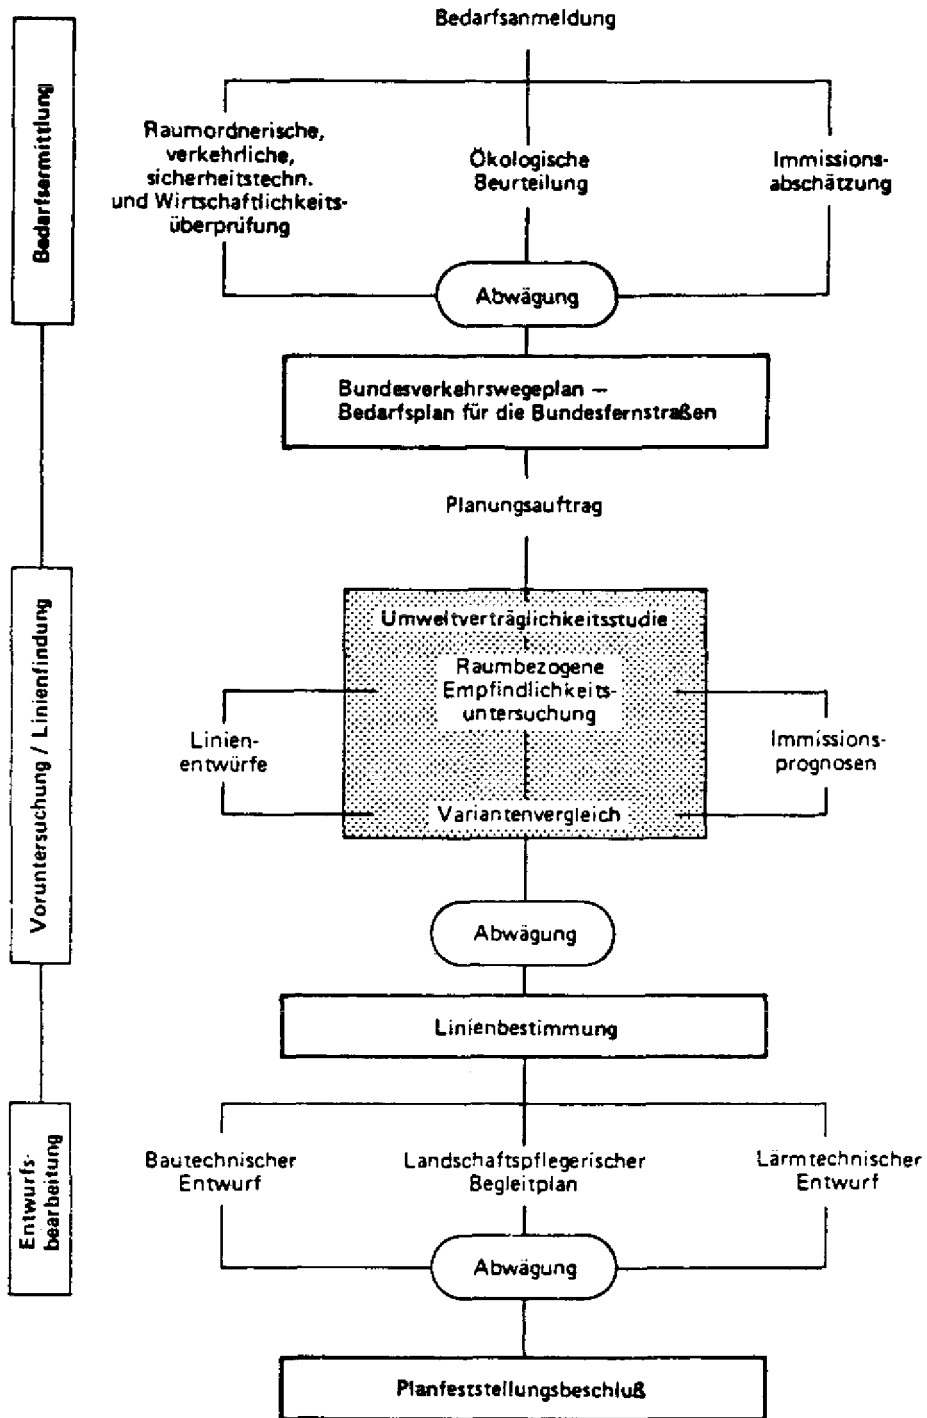 Bedarfsanmeldung
Bedarfsermittlung
Raumordnerische,
verkehrliche,
sicherheitstechn.
und Wirtschaftlichkeits-
überprüfung
Ökologische
Beurteilung
Immissions-
abschätzung
Abwägung
Bundesverkehrswegeplan –
Bedarfsplan für die Bundesfernstraßen
Planungsauftrag
Voruntersuchung / Linienfindung
Umweltverträglichkeitsstudie
Raumbezogene
Empfindlichkeits-
untersuchung
Linien-
entwürfe
Immissions-
prognosen
Variantenvergleich
Abwägung
Linienbestimmung
Entwurfs-
bearbeitung
Bautechnischer
Entwurf
Landschaftspflegerischer
Begleitplan
Lärmtechnischer
Entwurf
Abwägung
Planfeststellungsbeschluß